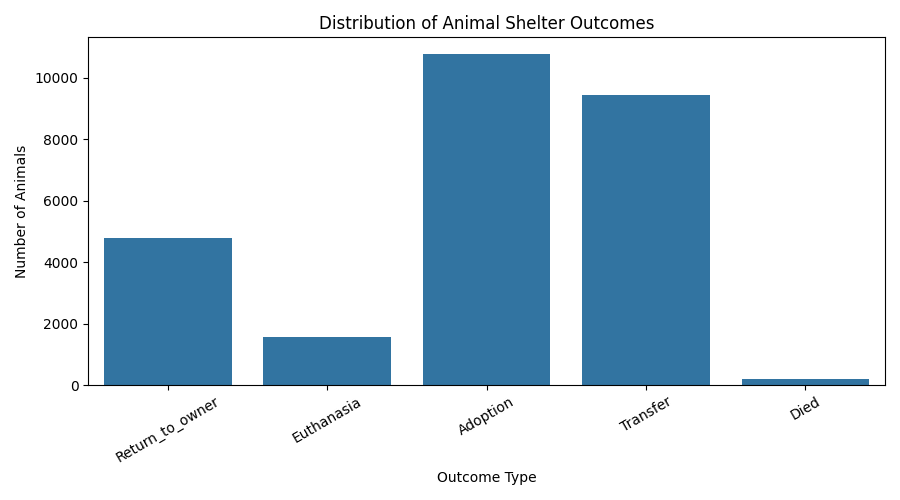 Distribution of Animal Shelter Outcomes
Number of Animals
10000
8000
6000
4000
2000
0
Return_to_owner
Euthanasia
Adoption
Transfer
Died
Outcome Type